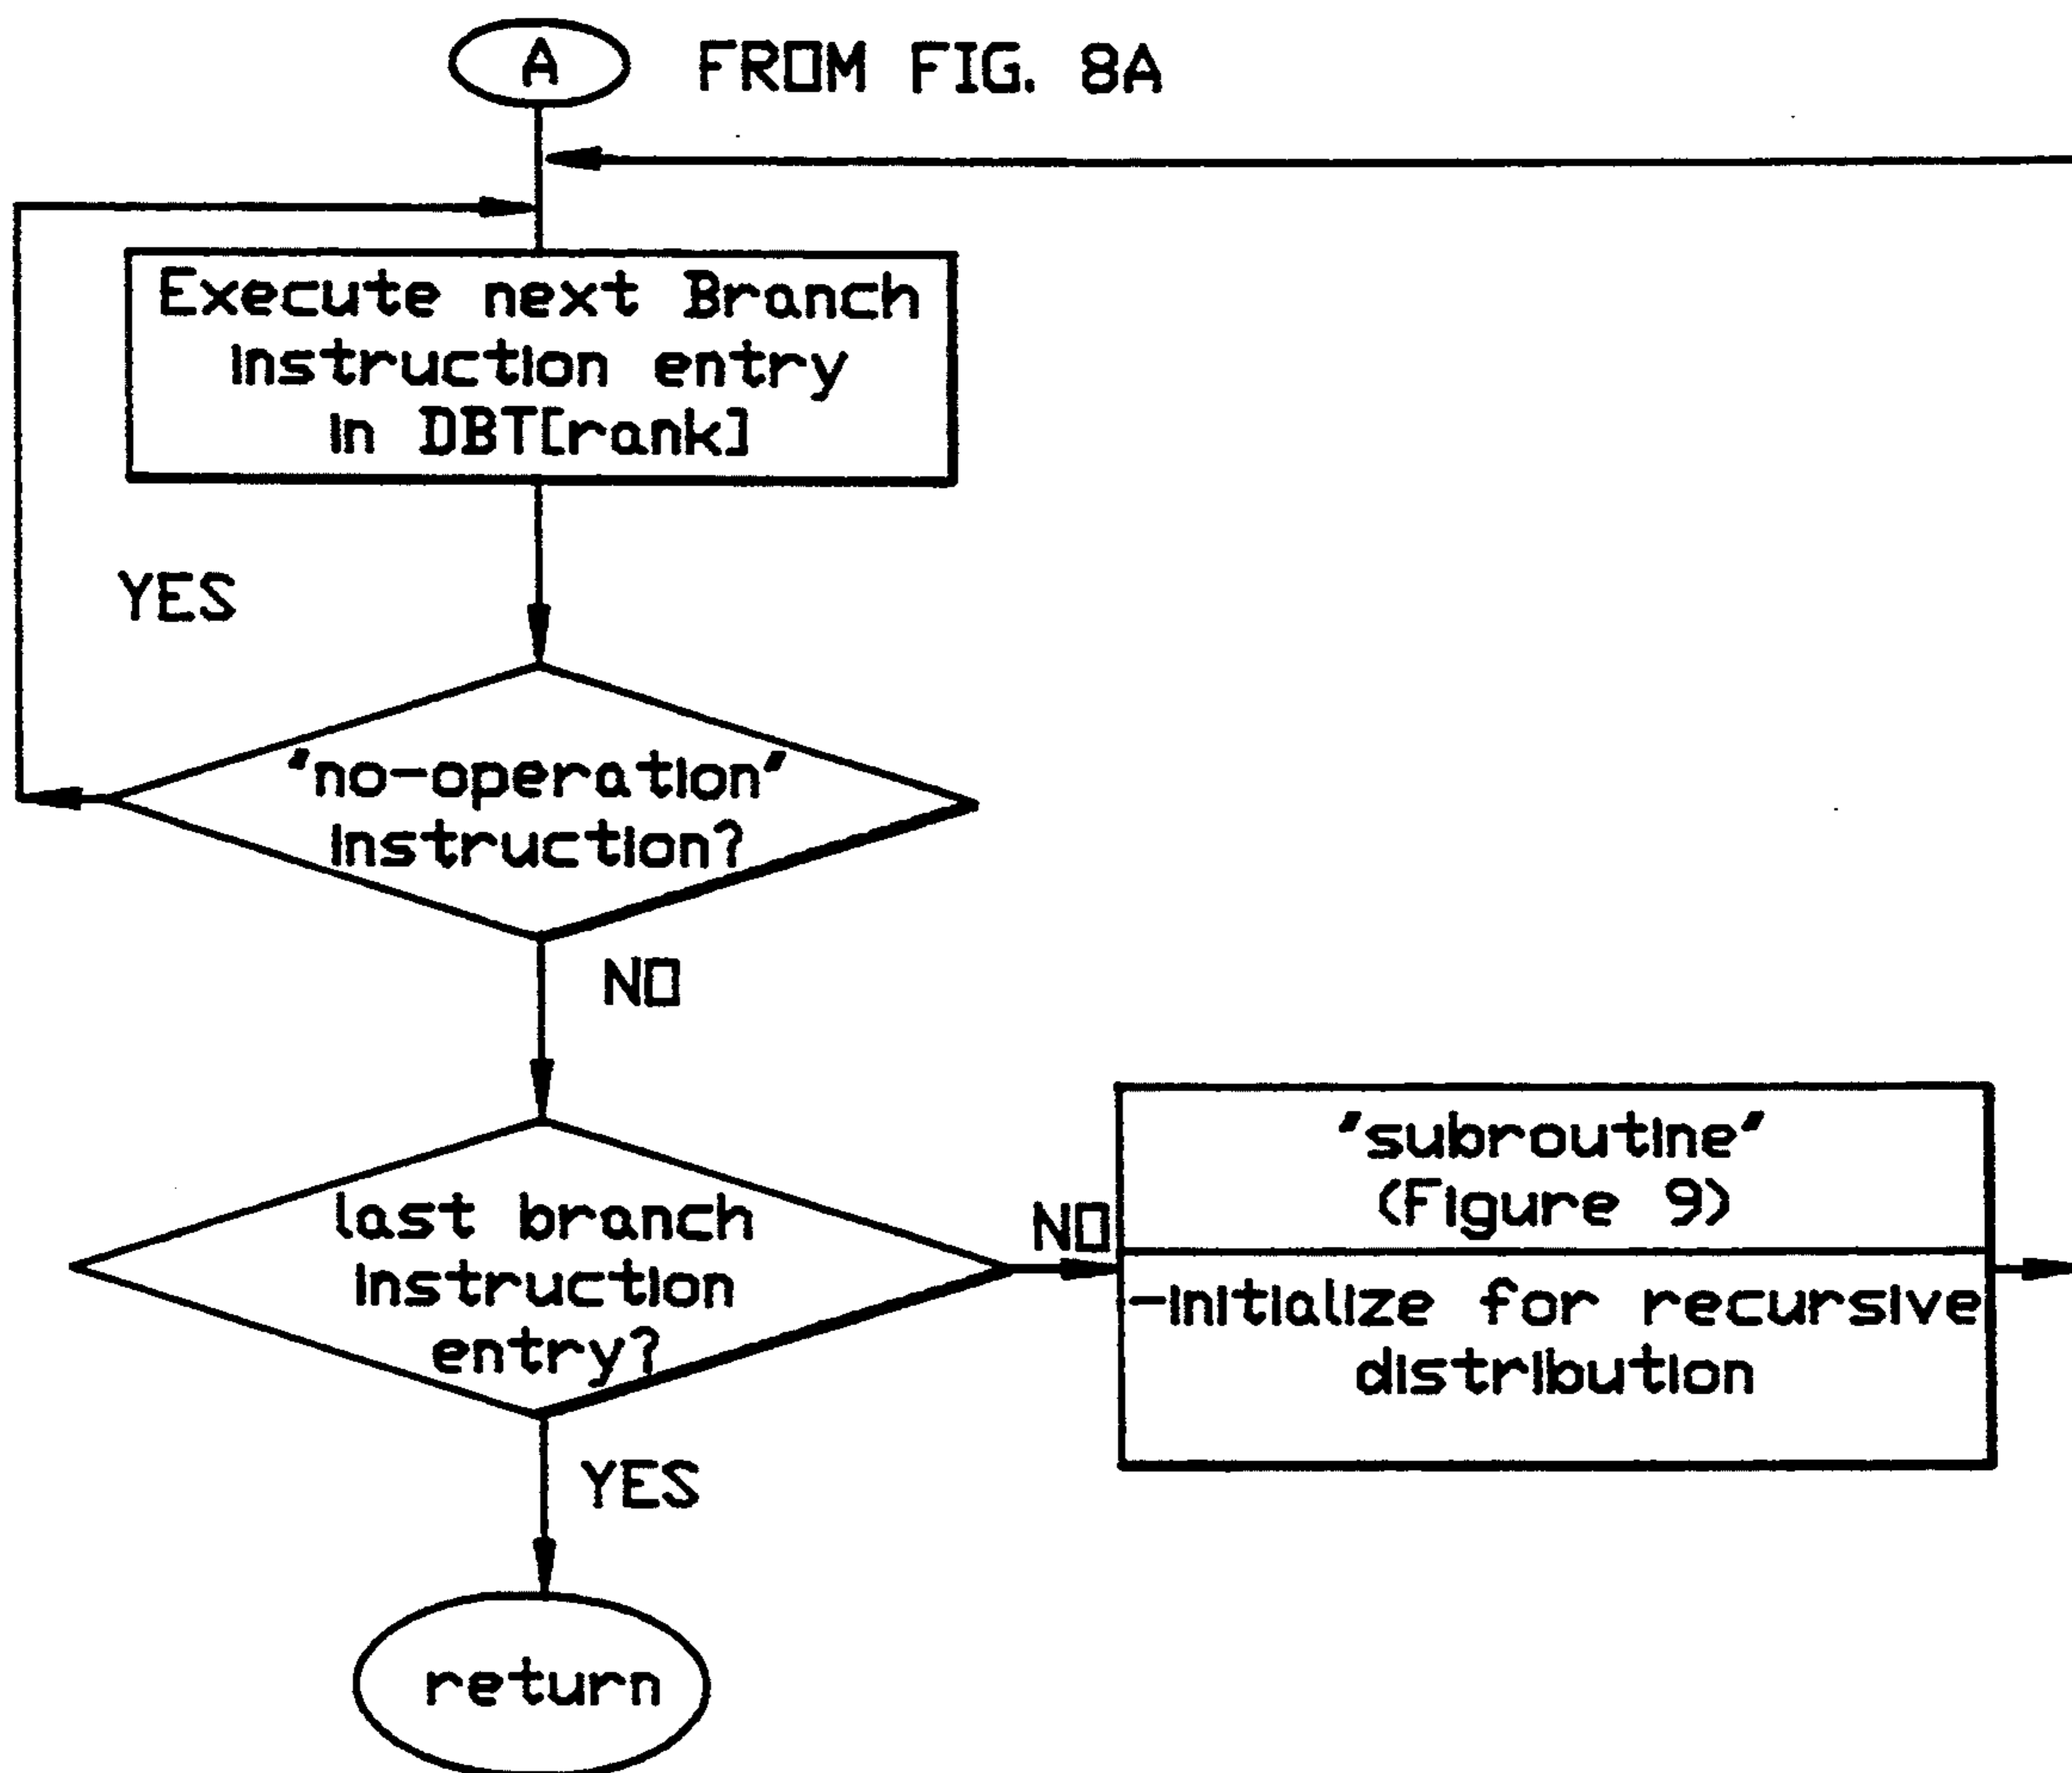 A FROM FIG. 8A
Execute next Branch
instruction entry
in DBT[rank]
YES
'no-operation'
instruction?
NO
last branch
instruction
entry?
NO
'subroutine'
(Figure 9)
-initialize for recursive
distribution
YES
return